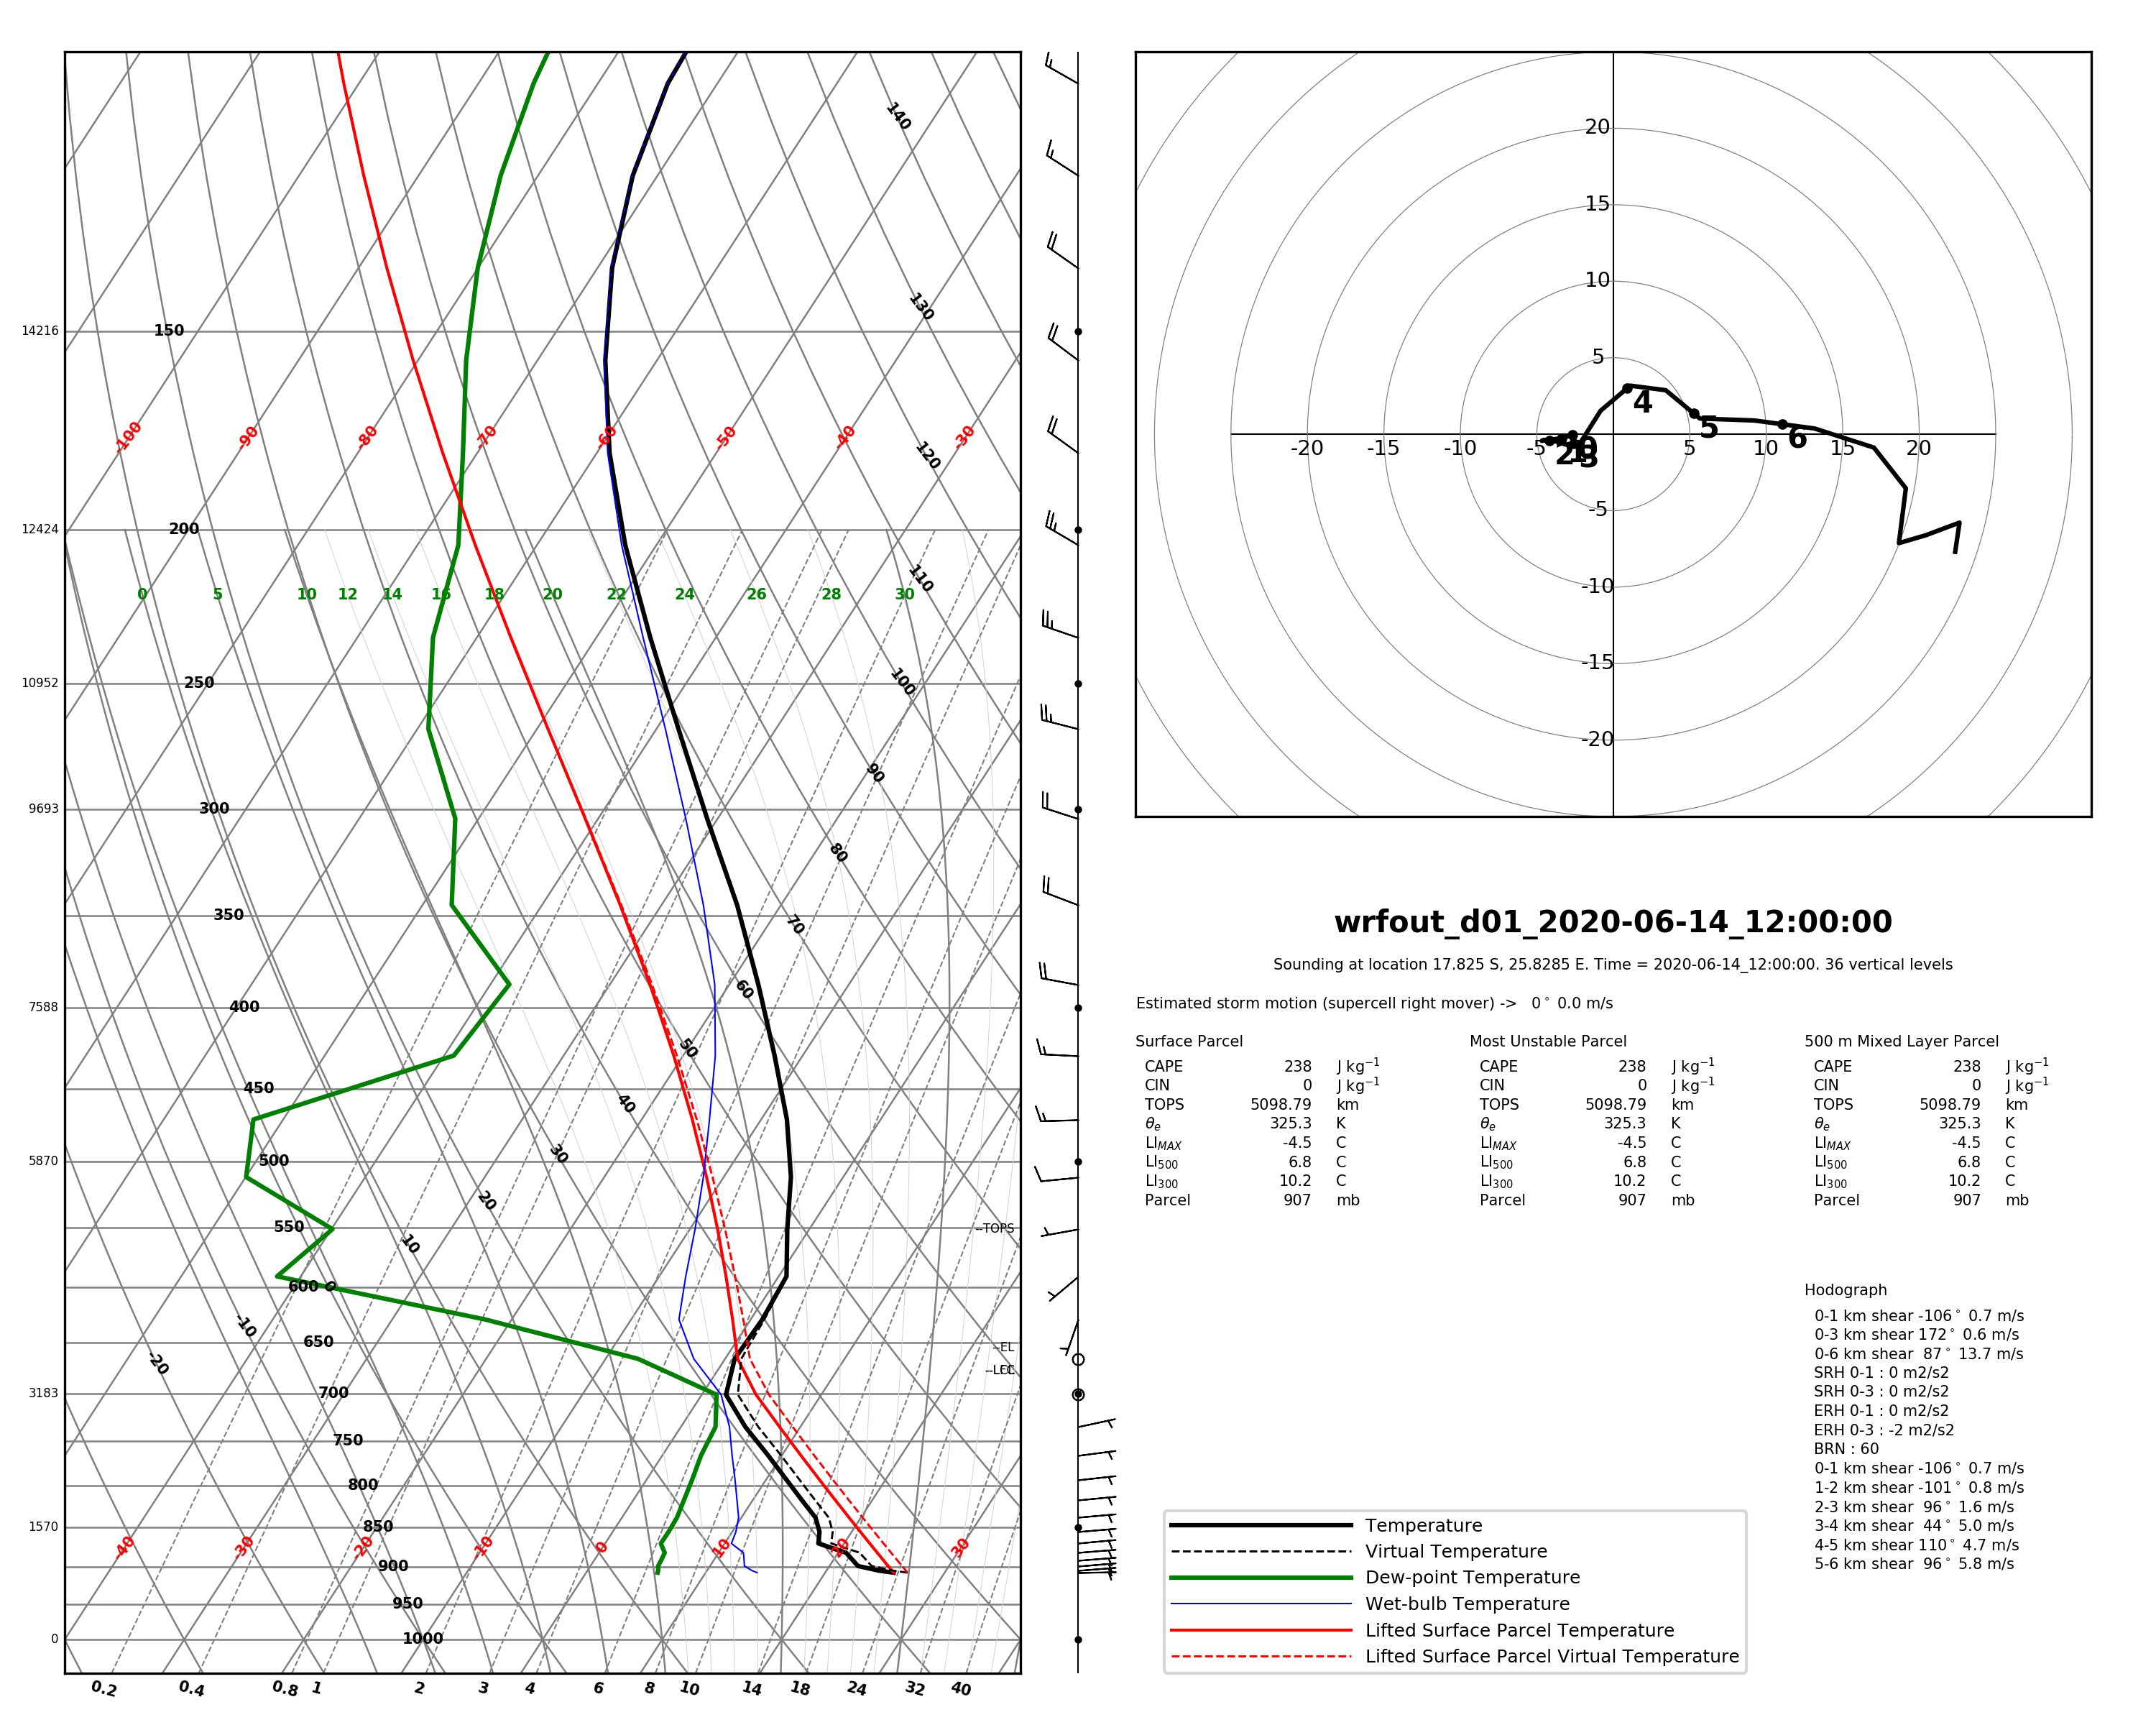 140
130
14216 150
-100 -90 -80 -70 -60 -50 -40 -30
120
12424 200
110
0 5 10 12 14 16 18 20 22 24 26 28 30
10952 250
100
90
9693 300
80
350
70
7588 400
60
50
450
40
5870 500
30
20
550 --TOPS
10
600 0
-10
650 --EL
-20
3183 700
750
800
1570 850
-40 -30 -20 -10 0 10 20 30
900
950
0 1000
0.2 0.4 0.8 1 2 3 4 6 8 10 14 18 24 32 40
20
15
10
5
4
5
6
3
-20 -15 -10 -5 5 10 15 20
-5
-10
-15
-20
wrfout_d01_2020-06-14_12:00:00
Sounding at location 17.825 S, 25.8285 E. Time = 2020-06-14_12:00:00. 36 vertical levels
Estimated storm motion (supercell right mover) -> 0° 0.0 m/s
Surface Parcel Most Unstable Parcel 500 m Mixed Layer Parcel
CAPE 238 J kg⁻¹ CAPE 238 J kg⁻¹ CAPE 238 J kg⁻¹
CIN 0 J kg⁻¹ CIN 0 J kg⁻¹ CIN 0 J kg⁻¹
TOPS 5098.79 km TOPS 5098.79 km TOPS 5098.79 km
θₑ 325.3 K θₑ 325.3 K θₑ 325.3 K
LI_MAX -4.5 C LI_MAX -4.5 C LI_MAX -4.5 C
LI₅₀₀ 6.8 C LI₅₀₀ 6.8 C LI₅₀₀ 6.8 C
LI₃₀₀ 10.2 C LI₃₀₀ 10.2 C LI₃₀₀ 10.2 C
Parcel 907 mb Parcel 907 mb Parcel 907 mb
Hodograph
0-1 km shear -106° 0.7 m/s
0-3 km shear 172° 0.6 m/s
0-6 km shear 87° 13.7 m/s
SRH 0-1 : 0 m2/s2
SRH 0-3 : 0 m2/s2
ERH 0-1 : 0 m2/s2
ERH 0-3 : -2 m2/s2
BRN : 60
0-1 km shear -106° 0.7 m/s
1-2 km shear -101° 0.8 m/s
2-3 km shear 96° 1.6 m/s
3-4 km shear 44° 5.0 m/s
4-5 km shear 110° 4.7 m/s
5-6 km shear 96° 5.8 m/s
Temperature
Virtual Temperature
Dew-point Temperature
Wet-bulb Temperature
Lifted Surface Parcel Temperature
Lifted Surface Parcel Virtual Temperature